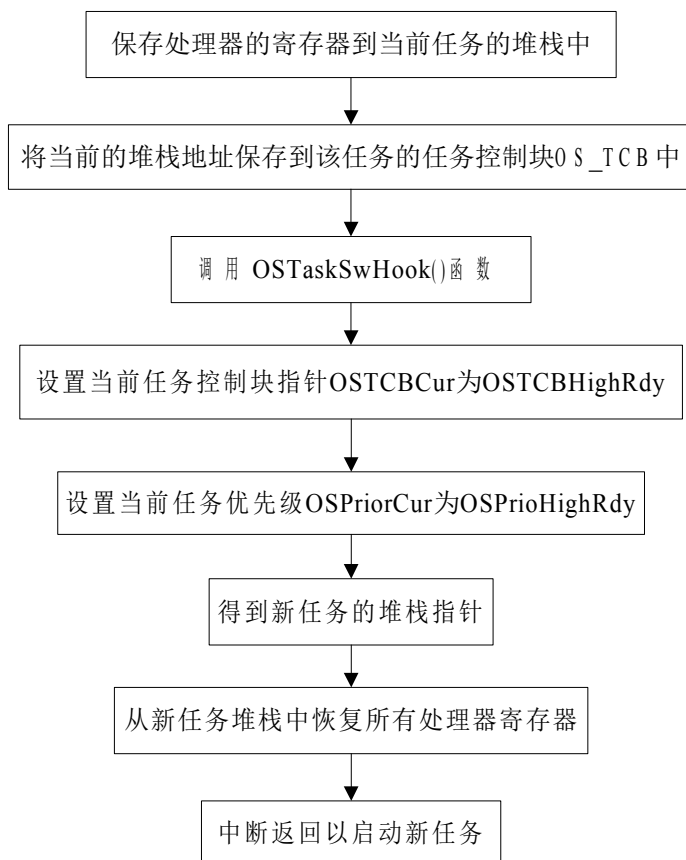 保存处理器的寄存器到当前任务的堆栈中
将当前的堆栈地址保存到该任务的任务控制块OS_TCB中
调用 OSTaskSwHook()函数
设置当前任务控制块指针OSTCBCur为OSTCBHighRdy
设置当前任务优先级OSPriorCur为OSPrioHighRdy
得到新任务的堆栈指针
从新任务堆栈中恢复所有处理器寄存器
中断返回以启动新任务